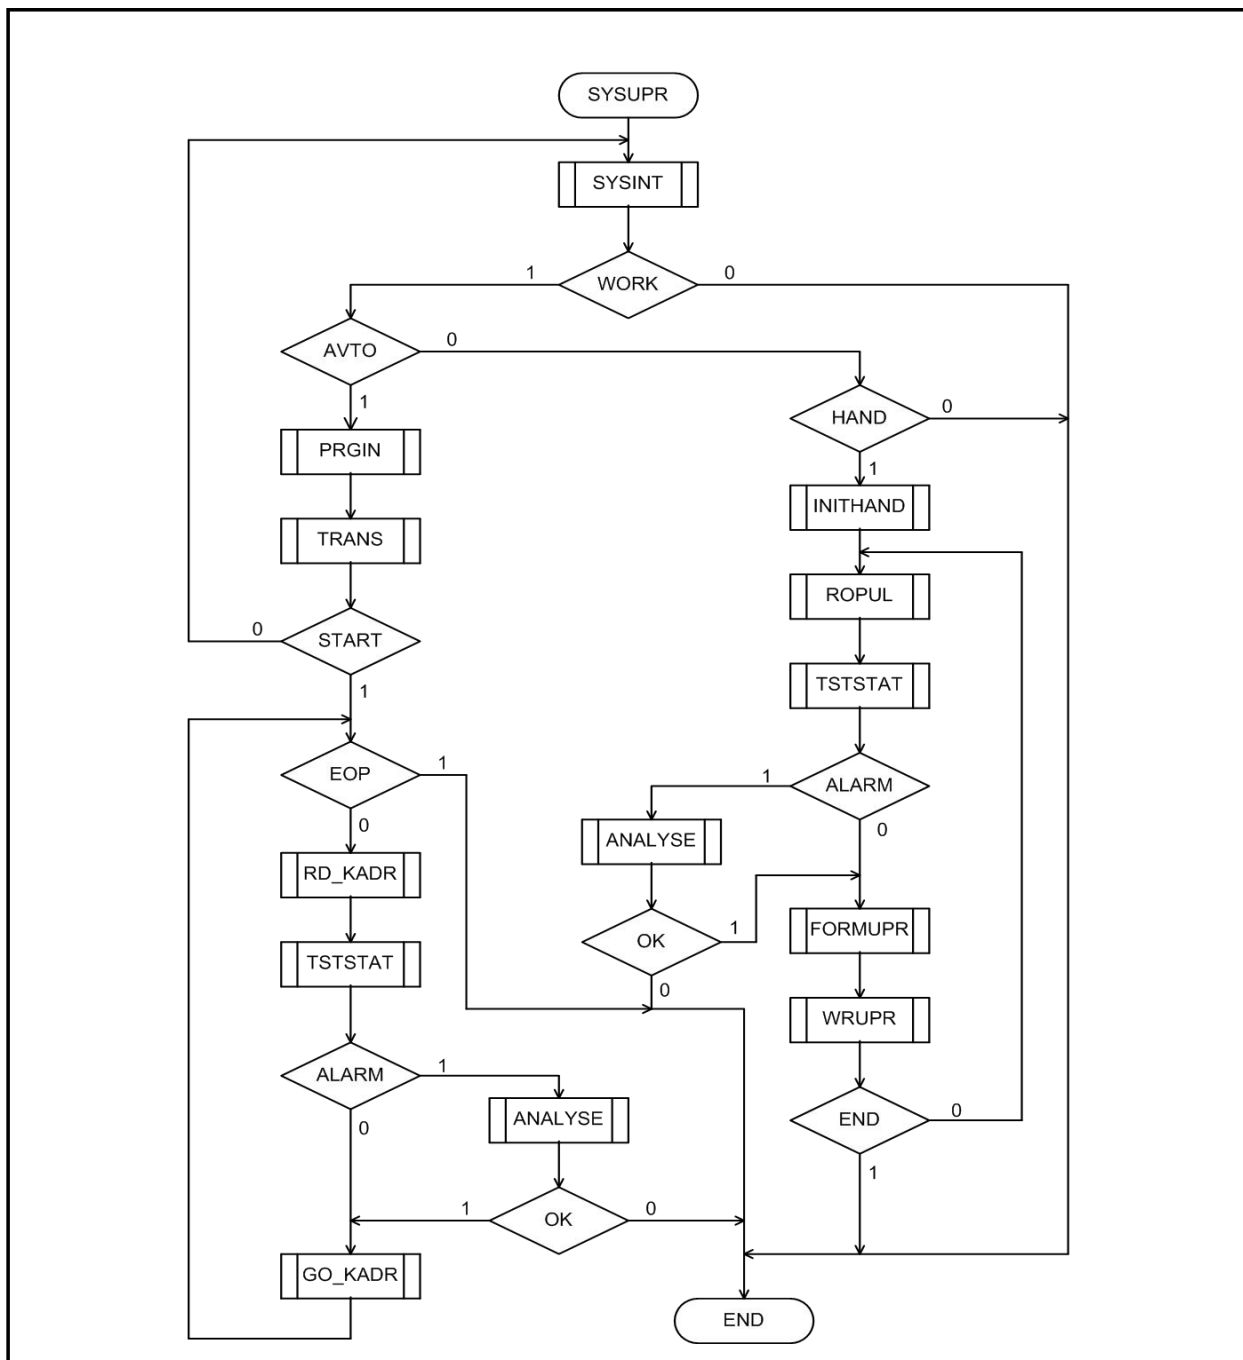 SYSUPR
SYSINT
1
WORK
0
AVTO
0
1
HAND
0
PRGIN
1
INITHAND
TRANS
ROPUL
0
START
1
TSTSTAT
EOP
1
1
ALARM
0
0
ANALYSE
RD_KADR
FORMUPR
OK
1
TSTSTAT
0
WRUPR
ALARM
1
ANALYSE
END
0
0
1
1
OK
0
GO_KADR
END